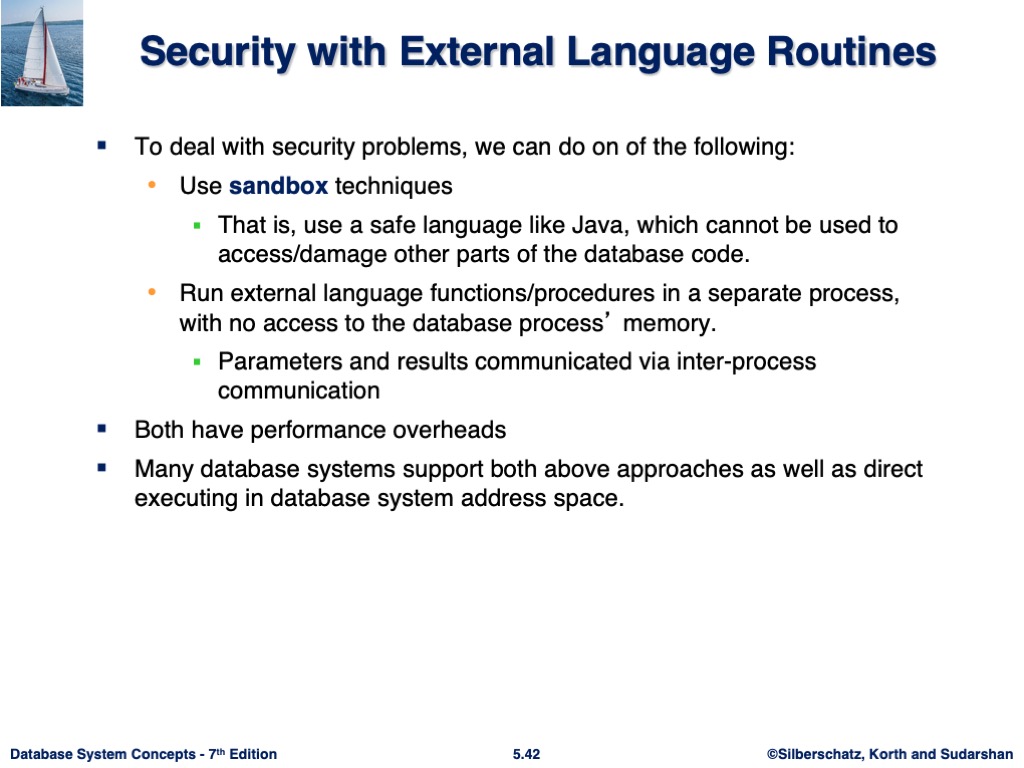 Security with External Language Routines
▪ To deal with security problems, we can do on of the following:
• Use sandbox techniques
▪ That is, use a safe language like Java, which cannot be used to
access/damage other parts of the database code.
• Run external language functions/procedures in a separate process,
with no access to the database process’ memory.
▪ Parameters and results communicated via inter-process
communication
▪ Both have performance overheads
▪ Many database systems support both above approaches as well as direct
executing in database system address space.
Database System Concepts - 7th Edition 5.42 ©Silberschatz, Korth and Sudarshan